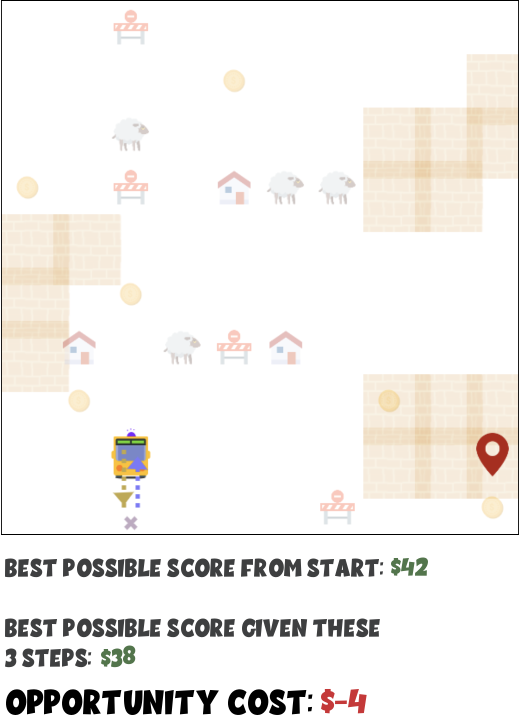 BEST POSSIBLE SCORE FROM START: $42
BEST POSSIBLE SCORE GIVEN THESE
3 STEPS: $38
OPPORTUNITY COST: $-4